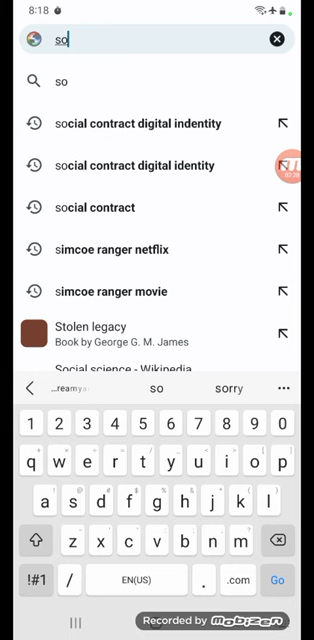 8:18
so
so
social contract digital indentity
social contract digital identity
social contract
simcoe ranger netflix
simcoe ranger movie
Stolen legacy
Book by George G. M. James
Social science - Wikipedia
so sorry
1 2 3 4 5 6 7 8 9 0
q w e r t y u i o p
a s d f g h j k l
z x c v b n m
!#1 / EN(US) . .com Go
Recorded by mobizen